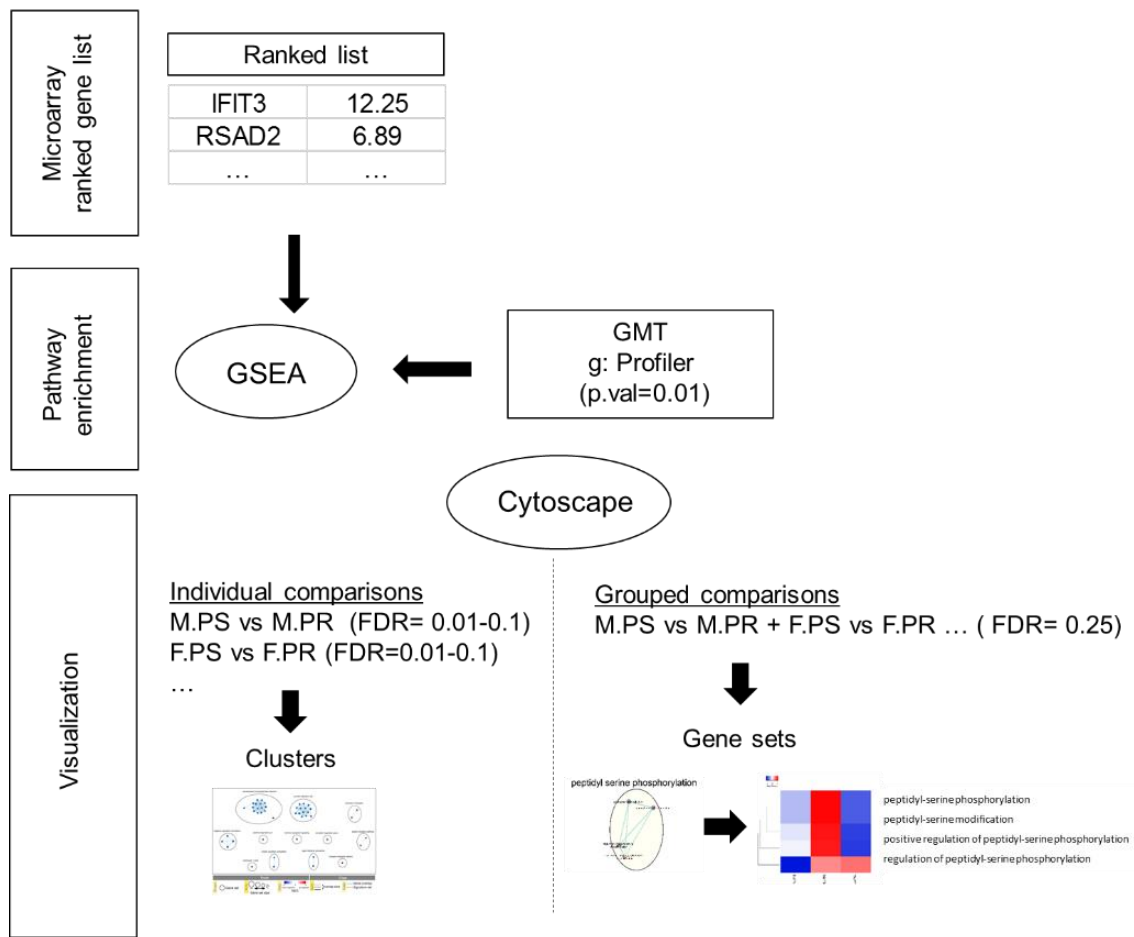 Microarray
ranked gene list
Ranked list
IFIT3 12.25
RSAD2 6.89
... ...
Pathway
enrichment
GSEA
GMT
g: Profiler
(p.val=0.01)
Visualization
Cytoscape
Individual comparisons
M.PS vs M.PR (FDR= 0.01-0.1)
F.PS vs F.PR (FDR=0.01-0.1)
...
Clusters
Grouped comparisons
M.PS vs M.PR + F.PS vs F.PR ... ( FDR= 0.25)
Gene sets
peptidyl serine phosphorylation
peptidyl-serine phosphorylation
peptidyl-serine modification
positive regulation of peptidyl-serine phosphorylation
regulation of peptidyl-serine phosphorylation